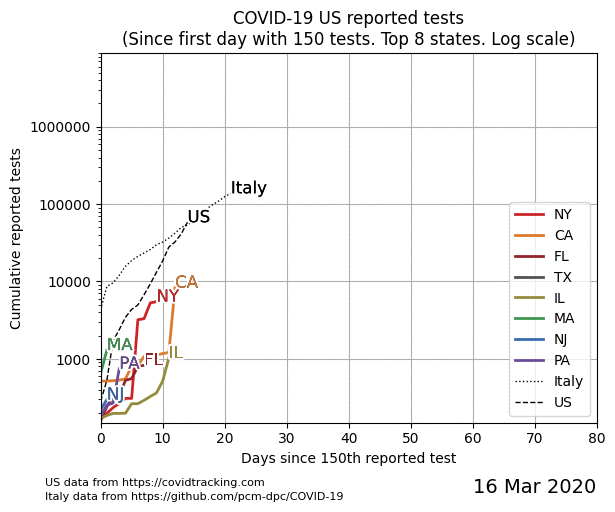 COVID-19 US reported tests
(Since first day with 150 tests. Top 8 states. Log scale)
Cumulative reported tests
1000000
100000
10000
1000
Italy
US
CA
NY
MA
PA
FL
IL
NJ
NY
CA
FL
TX
IL
MA
NJ
PA
Italy
US
0 10 20 30 40 50 60 70 80
Days since 150th reported test
US data from https://covidtracking.com
Italy data from https://github.com/pcm-dpc/COVID-19
16 Mar 2020